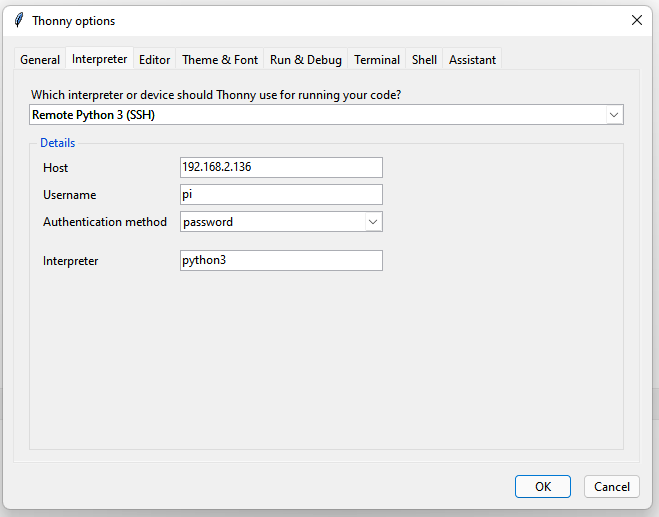 Thonny options
General Interpreter Editor Theme & Font Run & Debug Terminal Shell Assistant
Which interpreter or device should Thonny use for running your code?
Remote Python 3 (SSH)
Details
Host 192.168.2.136
Username pi
Authentication method password
Interpreter python3
OK Cancel